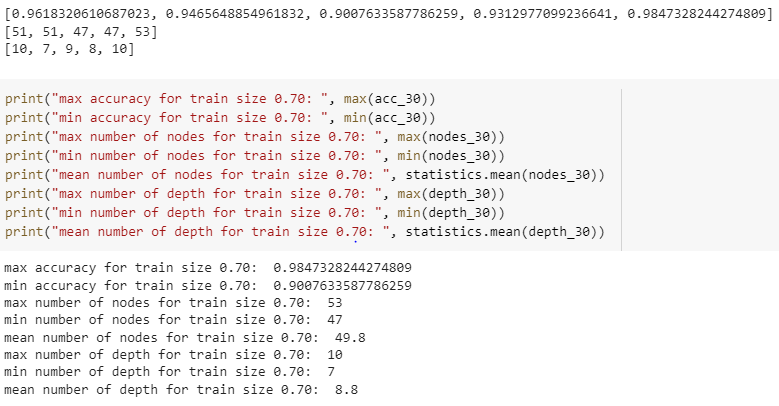 [0.9618320610687023, 0.9465648854961832, 0.9007633587786259, 0.9312977099236641, 0.9847328244274809]
[51, 51, 47, 47, 53]
[10, 7, 9, 8, 10]
print("max accuracy for train size 0.70: ", max(acc_30))
print("min accuracy for train size 0.70: ", min(acc_30))
print("max number of nodes for train size 0.70: ", max(nodes_30))
print("min number of nodes for train size 0.70: ", min(nodes_30))
print("mean number of nodes for train size 0.70: ", statistics.mean(nodes_30))
print("max number of depth for train size 0.70: ", max(depth_30))
print("min number of depth for train size 0.70: ", min(depth_30))
print("mean number of depth for train size 0.70: ", statistics.mean(depth_30))
max accuracy for train size 0.70:  0.9847328244274809
min accuracy for train size 0.70:  0.9007633587786259
max number of nodes for train size 0.70:  53
min number of nodes for train size 0.70:  47
mean number of nodes for train size 0.70:  49.8
max number of depth for train size 0.70:  10
min number of depth for train size 0.70:  7
mean number of depth for train size 0.70:  8.8